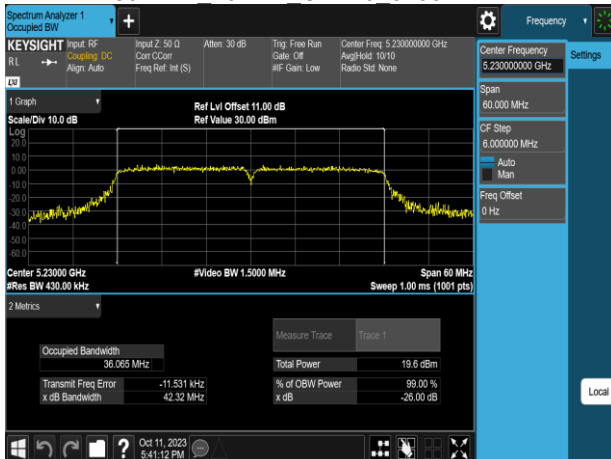 Spectrum Analyzer 1
Occupied BW
Frequency
KEYSIGHT
RL
LXI
Input: RF
Coupling: DC
Align: Auto
Input Z: 50 Ω
Corr CCorr
Freq Ref: Int (S)
Atten: 30 dB
Trig: Free Run
Gate: Off
#IF Gain: Low
Center Freq: 5.230000000 GHz
Avg|Hold: 10/10
Radio Std: None
Center Frequency
5.230000000 GHz
Settings
Span
60.000 MHz
CF Step
6.000000 MHz
Auto
Man
Freq Offset
0 Hz
Local
1 Graph
Scale/Div 10.0 dB
Ref Lvl Offset 11.00 dB
Ref Value 30.00 dBm
Log
20.0
10.0
0.00
-10.0
-20.0
-30.0
-40.0
-50.0
-60.0
Center 5.23000 GHz
#Video BW 1.5000 MHz
Span 60 MHz
#Res BW 430.00 kHz
Sweep 1.00 ms (1001 pts)
2 Metrics
Measure Trace
Trace 1
Occupied Bandwidth
36.065 MHz
Total Power
19.6 dBm
Transmit Freq Error
-11.531 kHz
% of OBW Power
99.00 %
x dB Bandwidth
42.32 MHz
x dB
-26.00 dB
?
Oct 11, 2023
5:41:12 PM